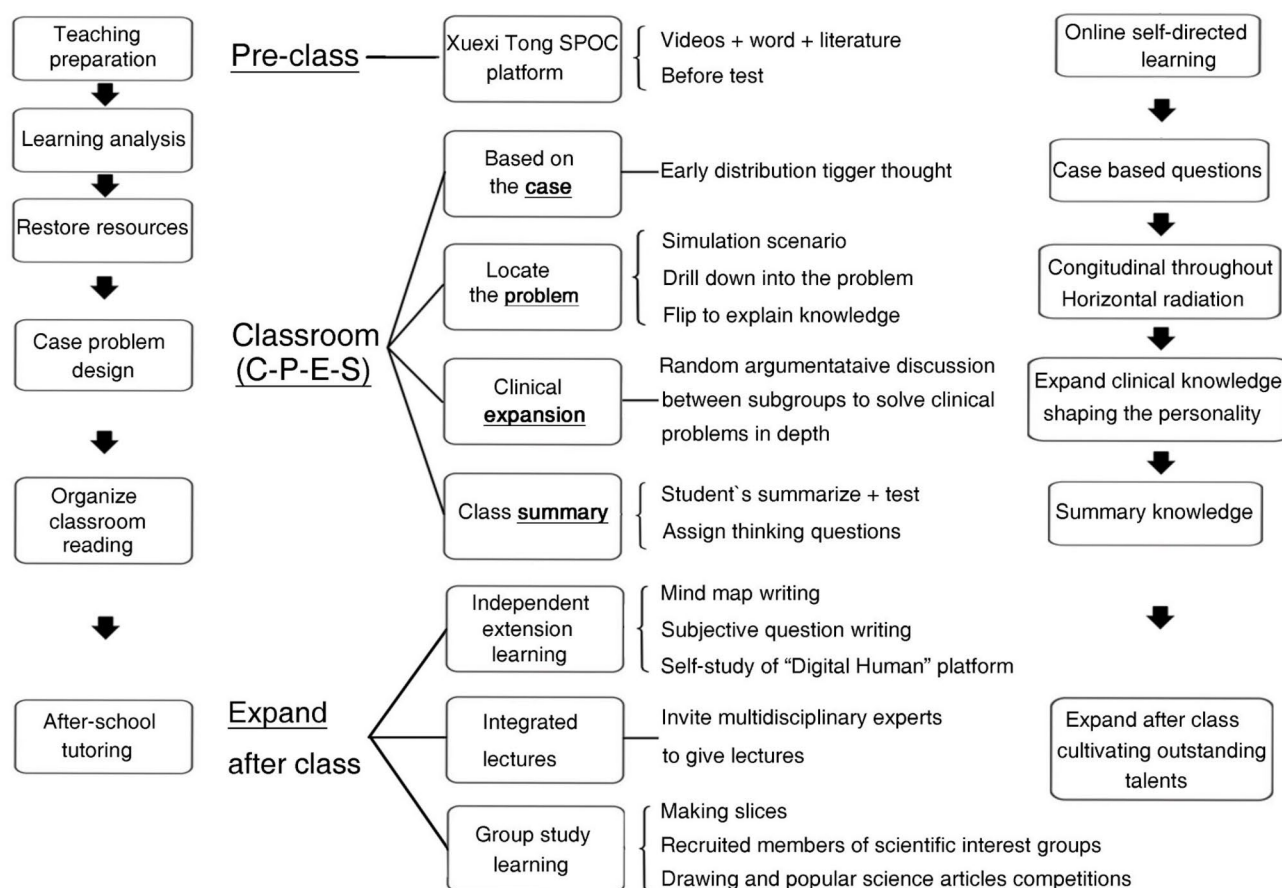 Teaching
preparation
Learning analysis
Restore resources
Case problem
design
Organize
classroom
reading
After-school
tutoring
Pre-class
Xuexi Tong SPOC
platform
Videos + word + literature
Before test
Classroom
(C-P-E-S)
Based on
the case
Early distribution tigger thought
Locate
the problem
Simulation scenario
Drill down into the problem
Flip to explain knowledge
Clinical
expansion
Random argumentataive discussion
between subgroups to solve clinical
problems in depth
Class summary
Student`s summarize + test
Assign thinking questions
Expand
after class
Independent
extension
learning
Mind map writing
Subjective question writing
Self-study of “Digital Human” platform
Integrated
lectures
Invite multidisciplinary experts
to give lectures
Group study
learning
Making slices
Recruited members of scientific interest groups
Drawing and popular science articles competitions
Online self-directed
learning
Case based questions
Congitudinal throughout
Horizontal radiation
Expand clinical knowledge
shaping the personality
Summary knowledge
Expand after class
cultivating outstanding
talents